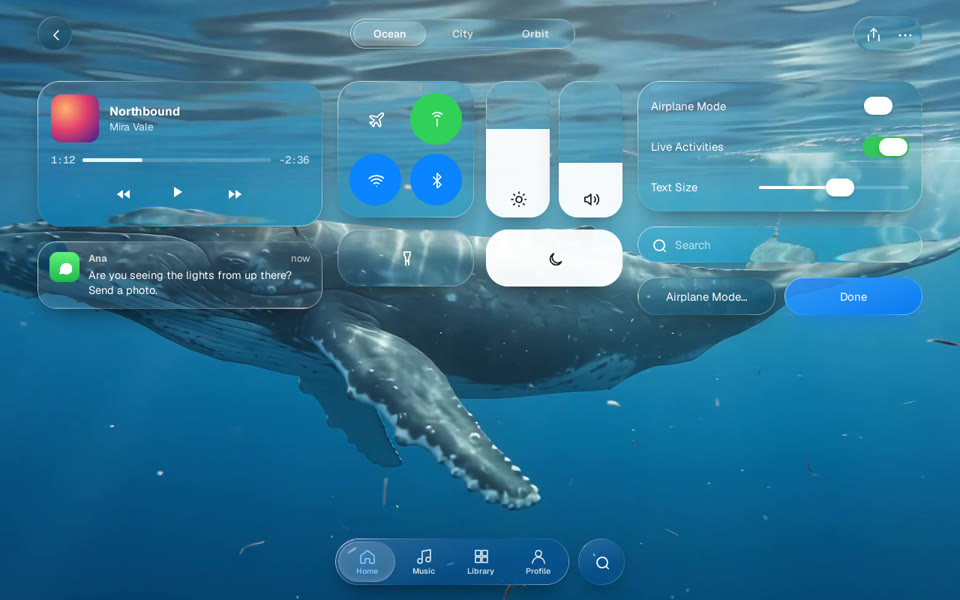 Ocean City Orbit
Northbound
Mira Vale
1:12 -2:36
Ana now
Are you seeing the lights from up there?
Send a photo.
Airplane Mode
Live Activities
Text Size
Search
Airplane Mode... Done
Home Music Library Profile